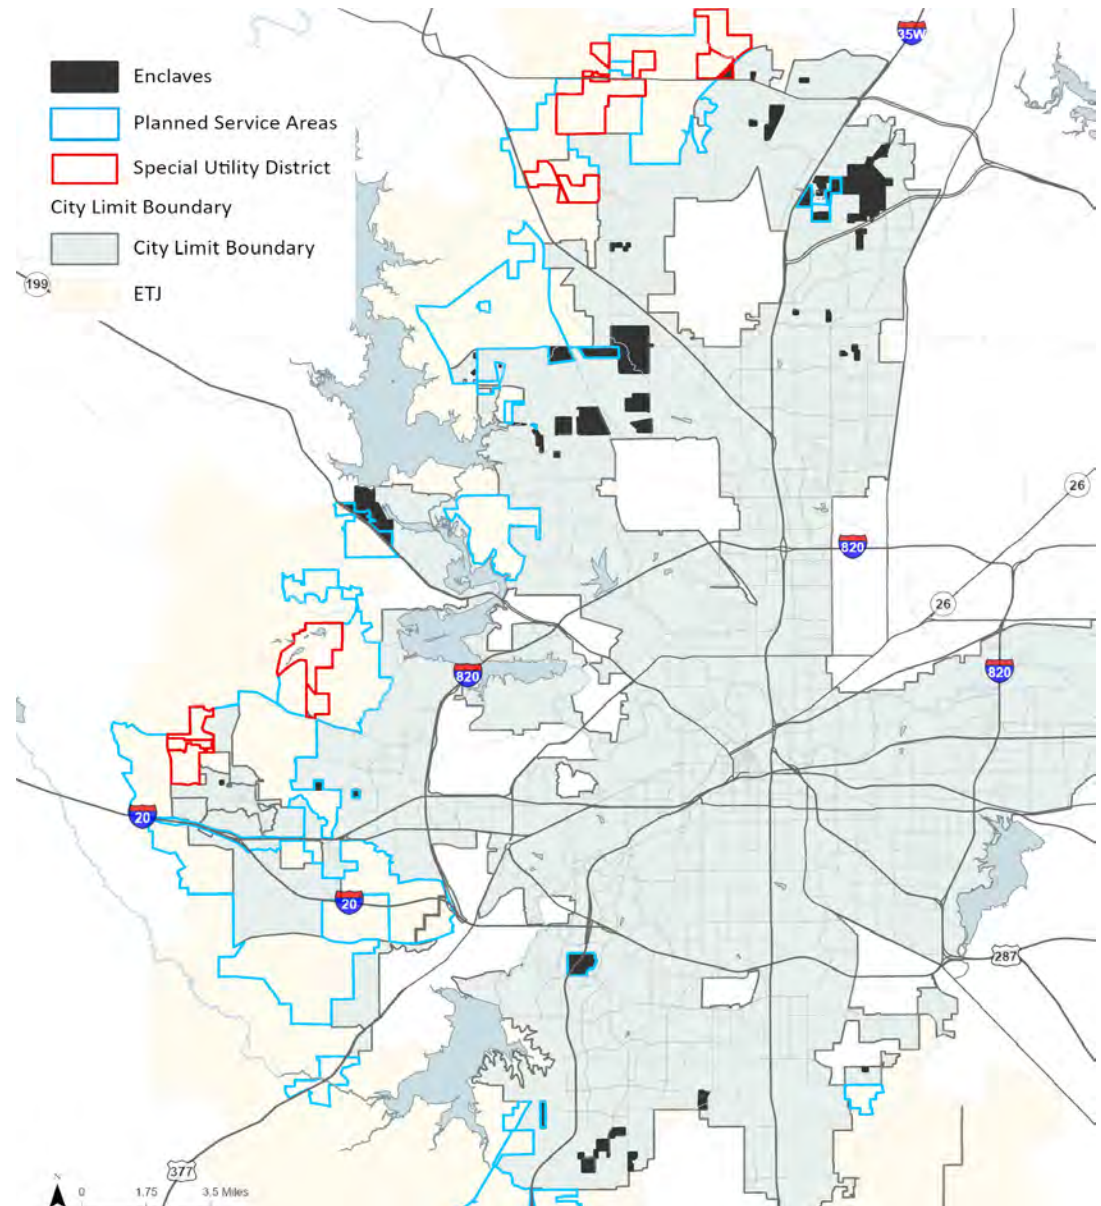 35W
Enclaves
Planned Service Areas
Special Utility District
City Limit Boundary
City Limit Boundary
ETJ
199
26
820
26
820
820
20
20
287
377
N
0 1.75 3.5 Miles